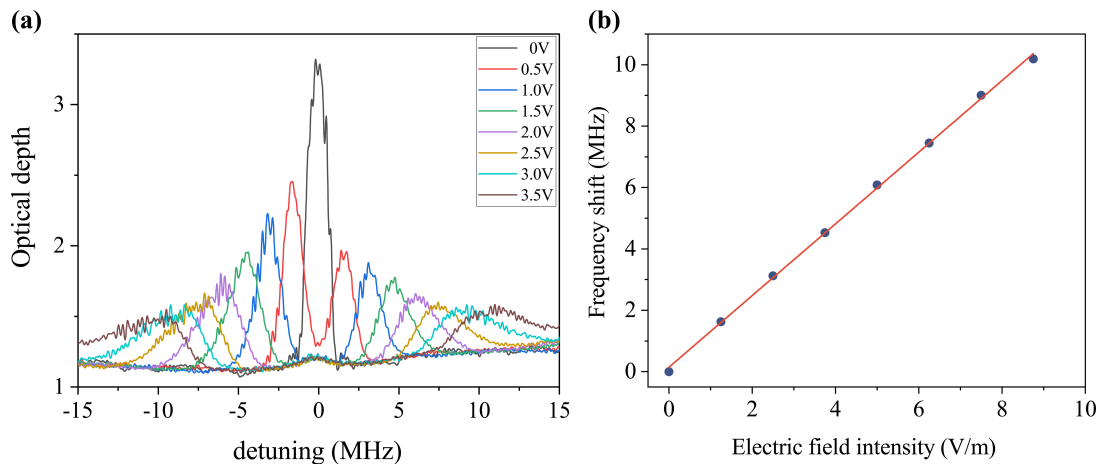 (a)
Optical depth
3
2
1
0V
0.5V
1.0V
1.5V
2.0V
2.5V
3.0V
3.5V
-15
-10
-5
0
5
10
15
detuning (MHz)
(b)
Frequency shift (MHz)
10
8
6
4
2
0
0
2
4
6
8
10
Electric field intensity (V/m)